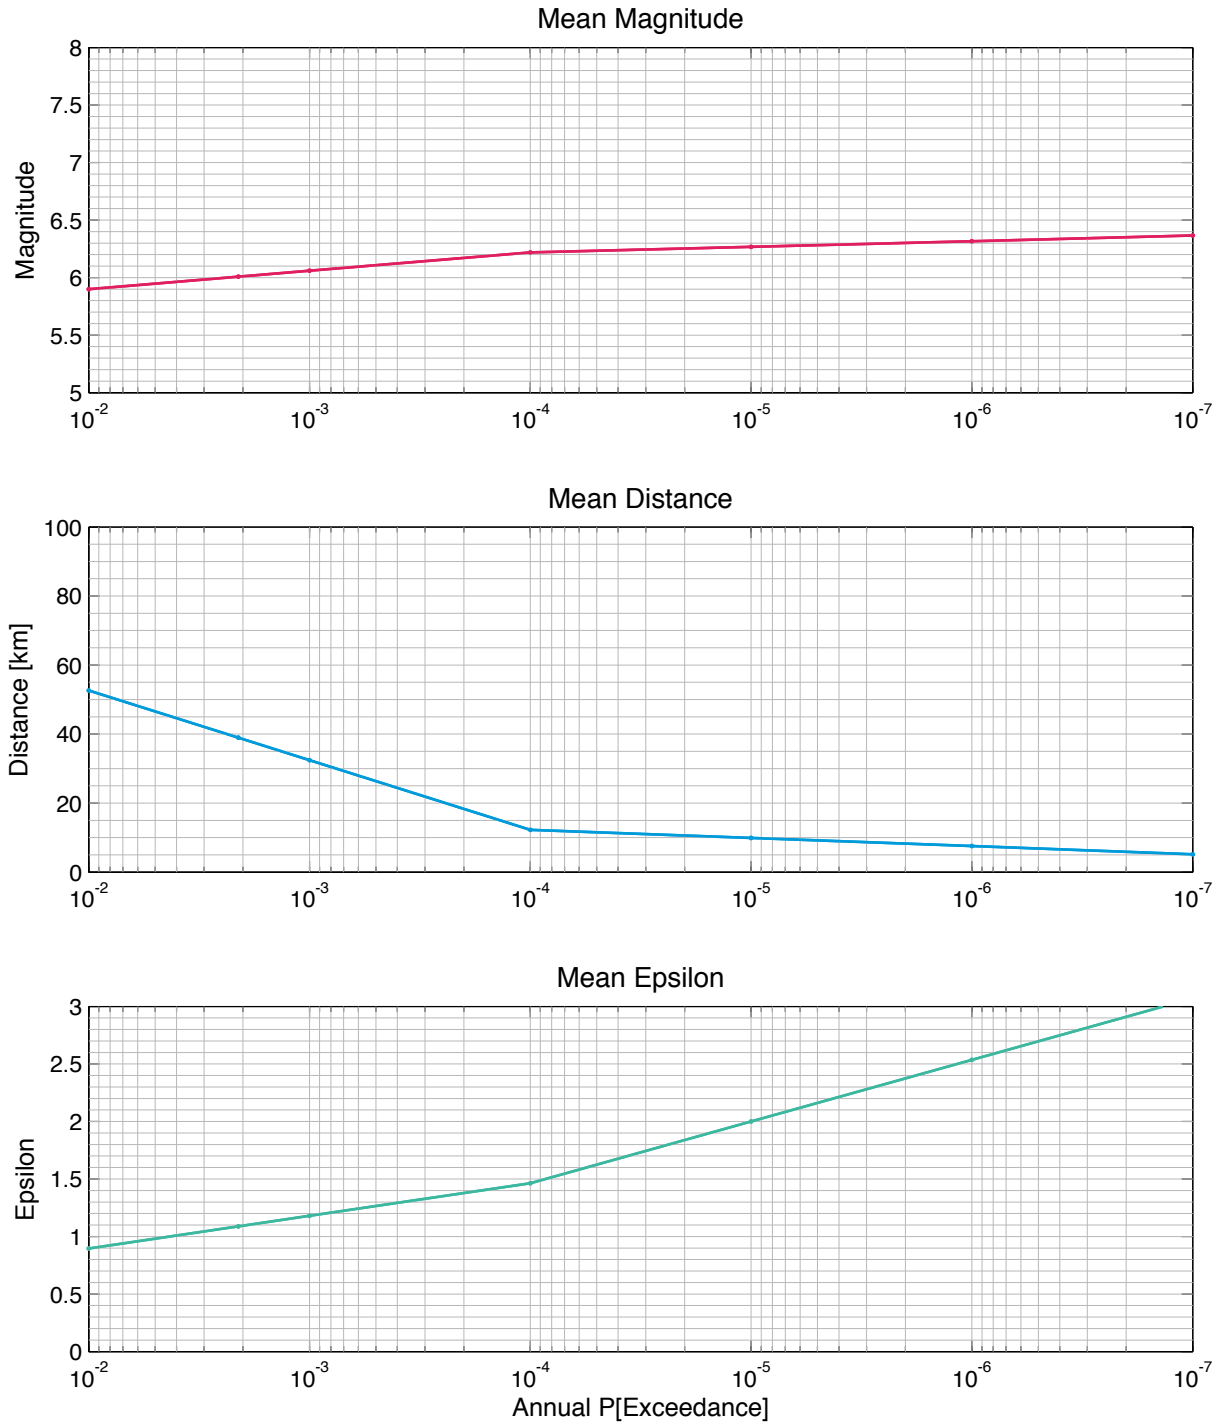 Mean Magnitude
Magnitude
8
7.5
7
6.5
6
5.5
5
10^-2 10^-3 10^-4 10^-5 10^-6 10^-7
Mean Distance
Distance [km]
100
80
60
40
20
0
10^-2 10^-3 10^-4 10^-5 10^-6 10^-7
Mean Epsilon
Epsilon
3
2.5
2
1.5
1
0.5
0
10^-2 10^-3 10^-4 10^-5 10^-6 10^-7
Annual P[Exceedance]